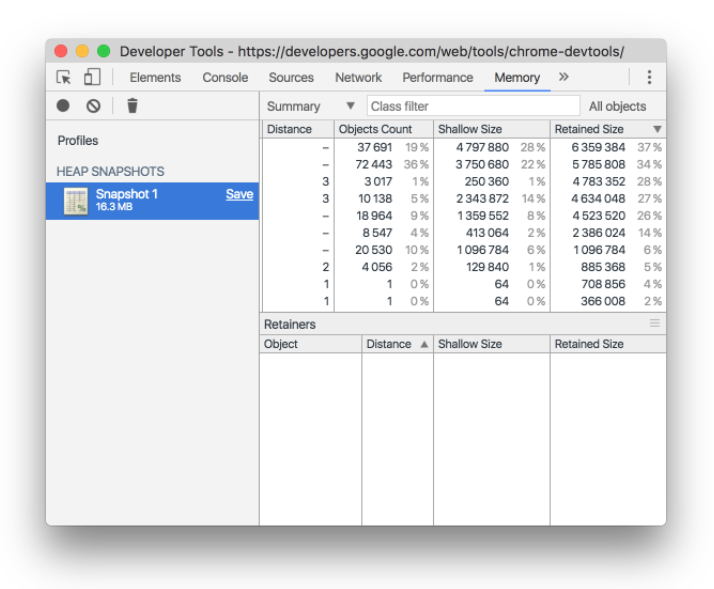 Developer Tools - https://developers.google.com/web/tools/chrome-devtools/
Elements Console Sources Network Performance Memory »
Summary ▼ Class filter All objects
Profiles
HEAP SNAPSHOTS
Snapshot 1 Save
16.3 MB
Distance Objects Count Shallow Size Retained Size ▼
– 37 691 19 % 4 797 880 28 % 6 359 384 37 %
– 72 443 36 % 3 750 680 22 % 5 785 808 34 %
3 3 017 1 % 250 360 1 % 4 783 352 28 %
3 10 138 5 % 2 343 872 14 % 4 634 048 27 %
– 18 964 9 % 1 359 552 8 % 4 523 520 26 %
– 8 547 4 % 413 064 2 % 2 386 024 14 %
– 20 530 10 % 1 096 784 6 % 1 096 784 6 %
2 4 056 2 % 129 840 1 % 885 368 5 %
1 1 0 % 64 0 % 708 856 4 %
1 1 0 % 64 0 % 366 008 2 %
Retainers
Object Distance ▲ Shallow Size Retained Size